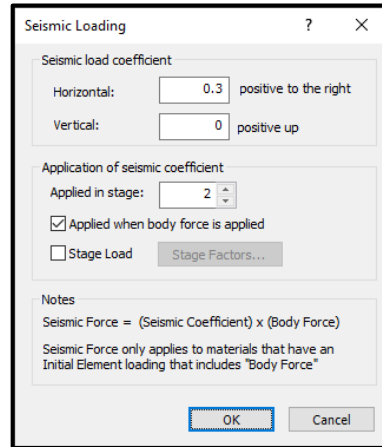 Seismic Loading ? ×
Seismic load coefficient
Horizontal: 0.3 positive to the right
Vertical: 0 positive up
Application of seismic coefficient
Applied in stage: 2
Applied when body force is applied
Stage Load Stage Factors...
Notes
Seismic Force = (Seismic Coefficient) x (Body Force)
Seismic Force only applies to materials that have an
Initial Element loading that includes "Body Force"
OK Cancel